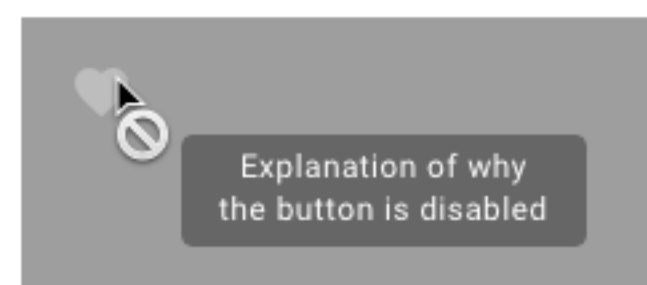 Explanation of why
the button is disabled